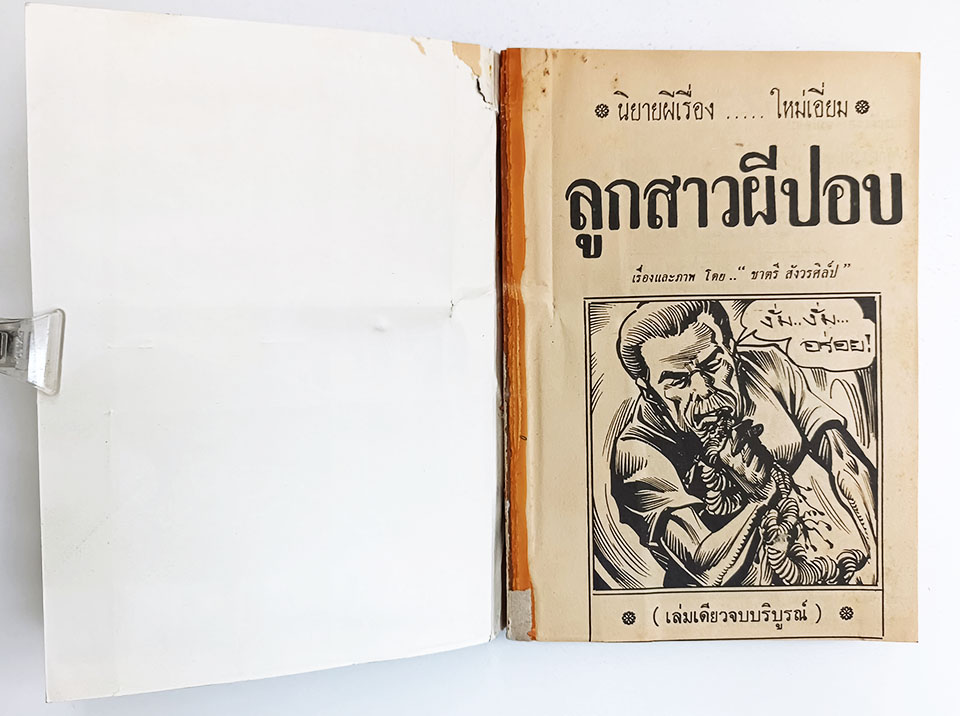 นิยายผีเรื่อง ..... ใหม่เอี่ยม
ลูกสาวผีปอบ
เรื่องและภาพ โดย .. “ ชาตรี สังวรศิลป์ ”
งั่ม..งั่ม...
อร่อย!
( เล่มเดียวจบบริบูรณ์ )